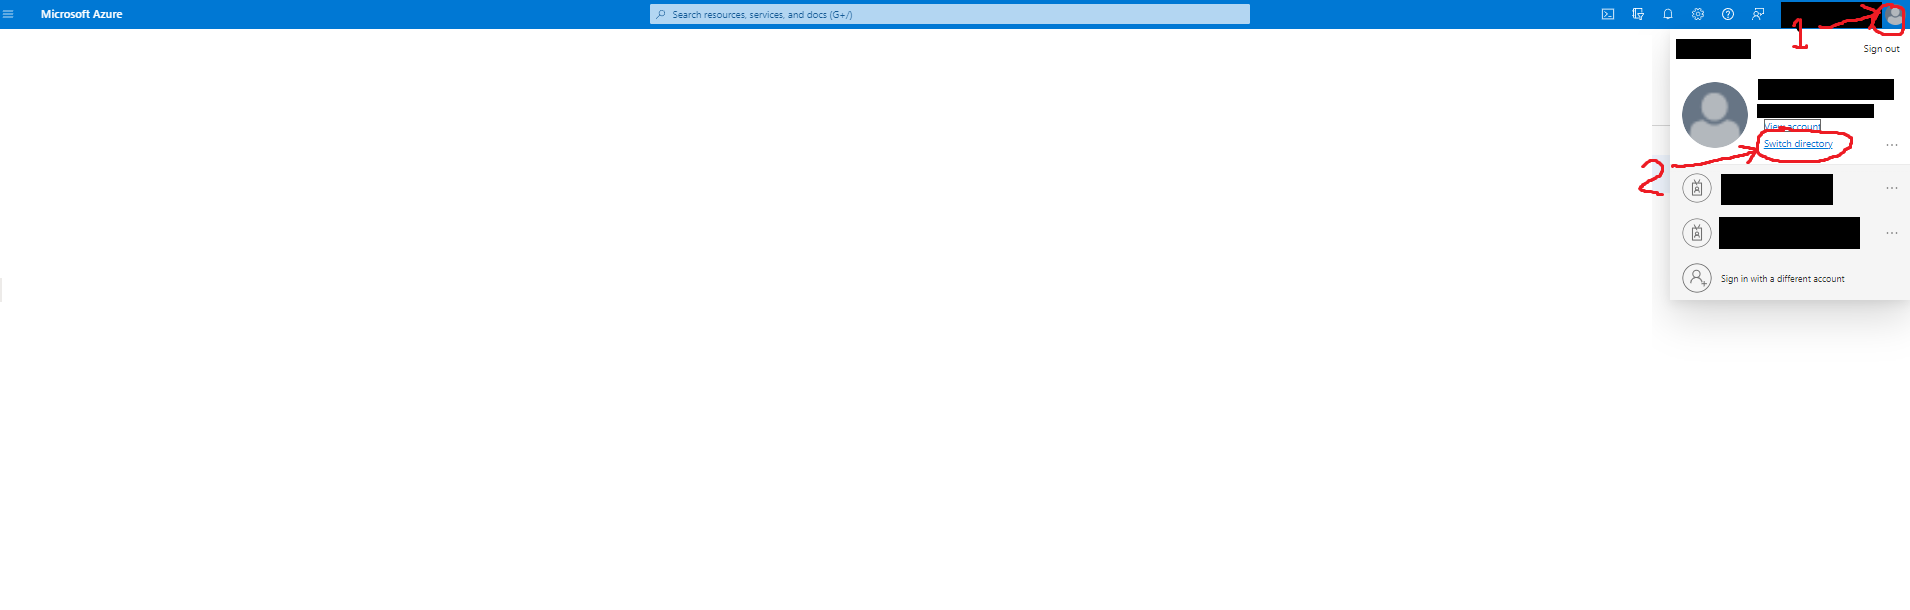 Microsoft Azure
Search resources, services, and docs (G+/)
1
Sign out
View account
Switch directory
2
Sign in with a different account